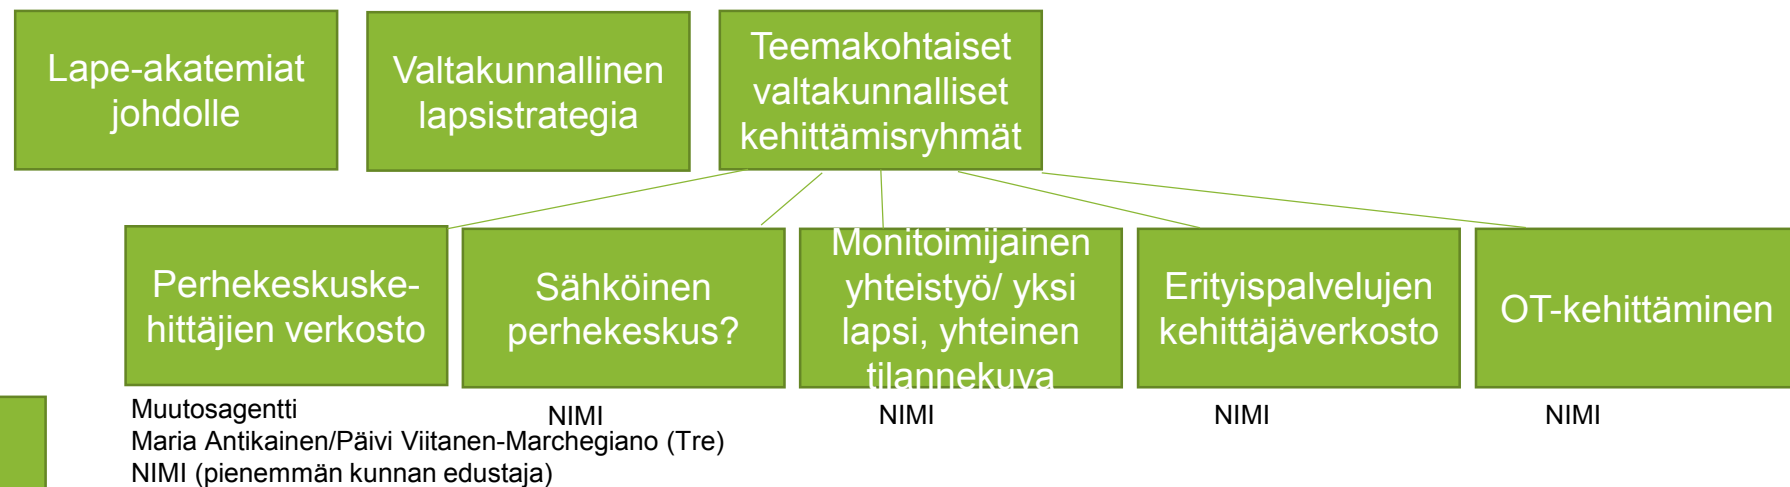 Lape-akatemiat
johdolle
Valtakunnallinen
lapsistrategia
Teemakohtaiset
valtakunnalliset
kehittämisryhmät
Perhekeskuske-
hittäjien verkosto
Sähköinen
perhekeskus?
Monitoimijainen
yhteistyö/ yksi
lapsi, yhteinen
tilannekuva
Erityispalvelujen
kehittäjäverkosto
OT-kehittäminen
Muutosagentti
Maria Antikainen/Päivi Viitanen-Marchegiano (Tre)
NIMI (pienemmän kunnan edustaja)
NIMI
NIMI
NIMI
NIMI